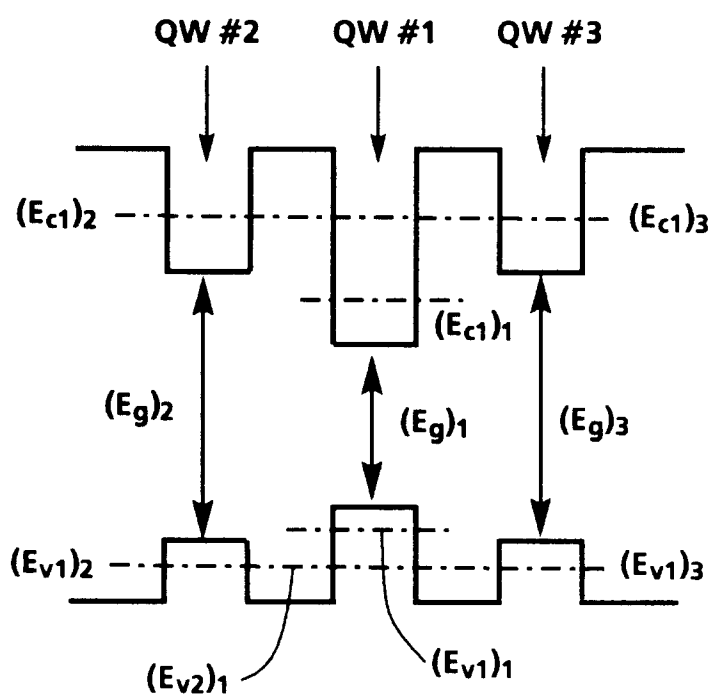 QW #2 QW #1 QW #3
(Ec1)2 (Ec1)3
(Ec1)1
(Eg)2 (Eg)1 (Eg)3
(Ev1)2 (Ev1)3
(Ev2)1 (Ev1)1